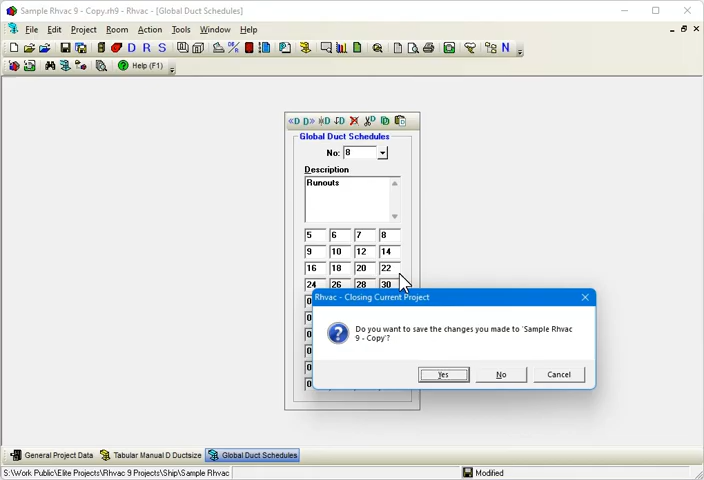 Sample Rhvac 9 - Copy.rh9 - Rhvac - [Global Duct Schedules]
File Edit Project Room Action Tools Window Help
D R S N
Help (F1)
Global Duct Schedules
No: 8
Description
Runouts
5 6 7 8
9 10 12 14
16 18 20 22
24 26 28 30
Rhvac - Closing Current Project
Do you want to save the changes you made to 'Sample Rhvac
9 - Copy'?
Yes No Cancel
General Project Data Tabular Manual D Ductsize Global Duct Schedules
S:\Work Public\Elite Projects\Rhvac 9 Projects\Ship\Sample Rhvac Modified